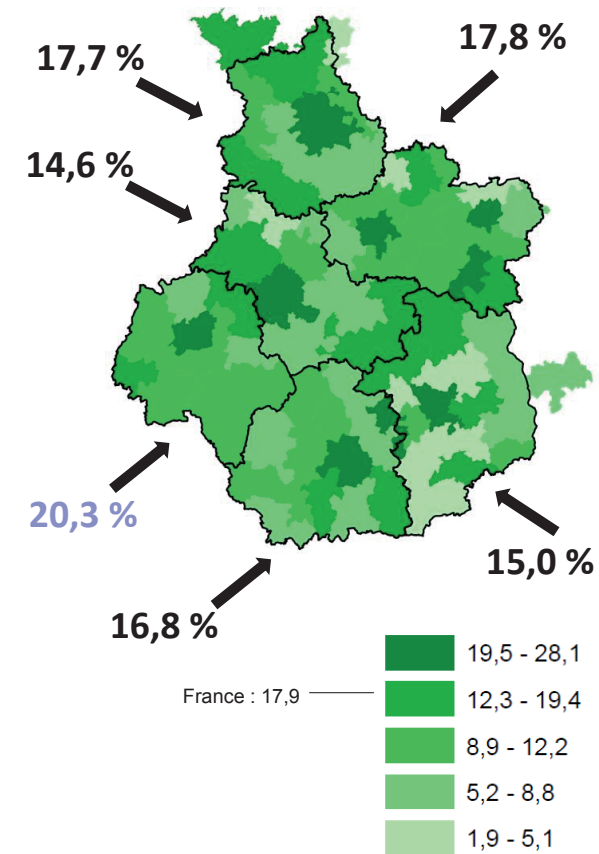 17,8 %
17,7 %
14,6 %
20,3 %
15,0 %
16,8 %
19,5 - 28,1
France : 17,9
12,3 - 19,4
8,9 - 12,2
5,2 - 8,8
1,9 - 5,1